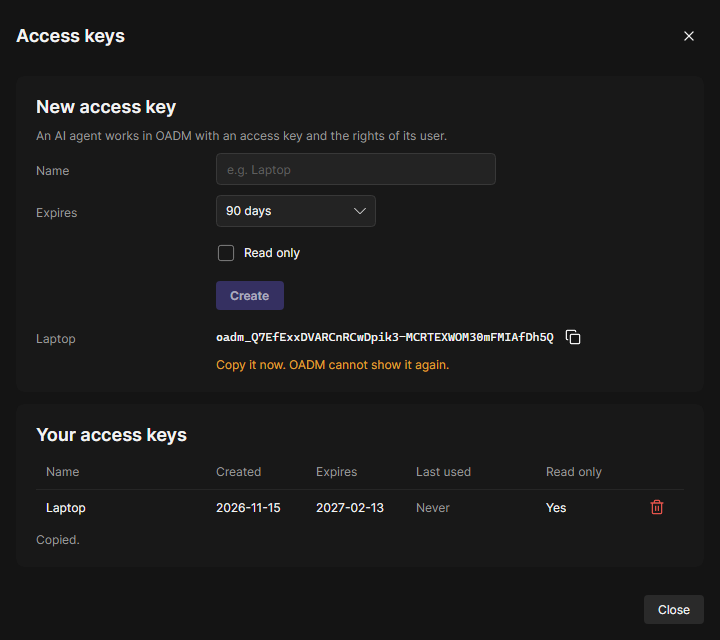 Access keys
New access key
An AI agent works in OADM with an access key and the rights of its user.
Name
e.g. Laptop
Expires
90 days
Read only
Create
Laptop
oadm_Q7EfExxDVARCnRCwDpik3-MCRTEXWOM30mFMIAfDh5Q
Copy it now. OADM cannot show it again.
Your access keys
Name Created Expires Last used Read only
Laptop 2026-11-15 2027-02-13 Never Yes
Copied.
Close